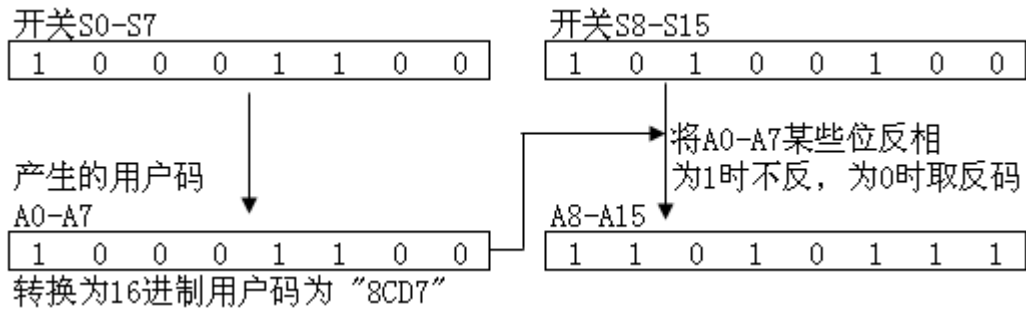 开关S0-S7
1 0 0 0 1 1 0 0
开关S8-S15
1 0 1 0 0 1 0 0
将A0-A7某些位反相
为1时不反，为0时取反码
产生的用户码
A0-A7
1 0 0 0 1 1 0 0
A8-A15
1 1 0 1 0 1 1 1
转换为16进制用户码为 "8CD7"